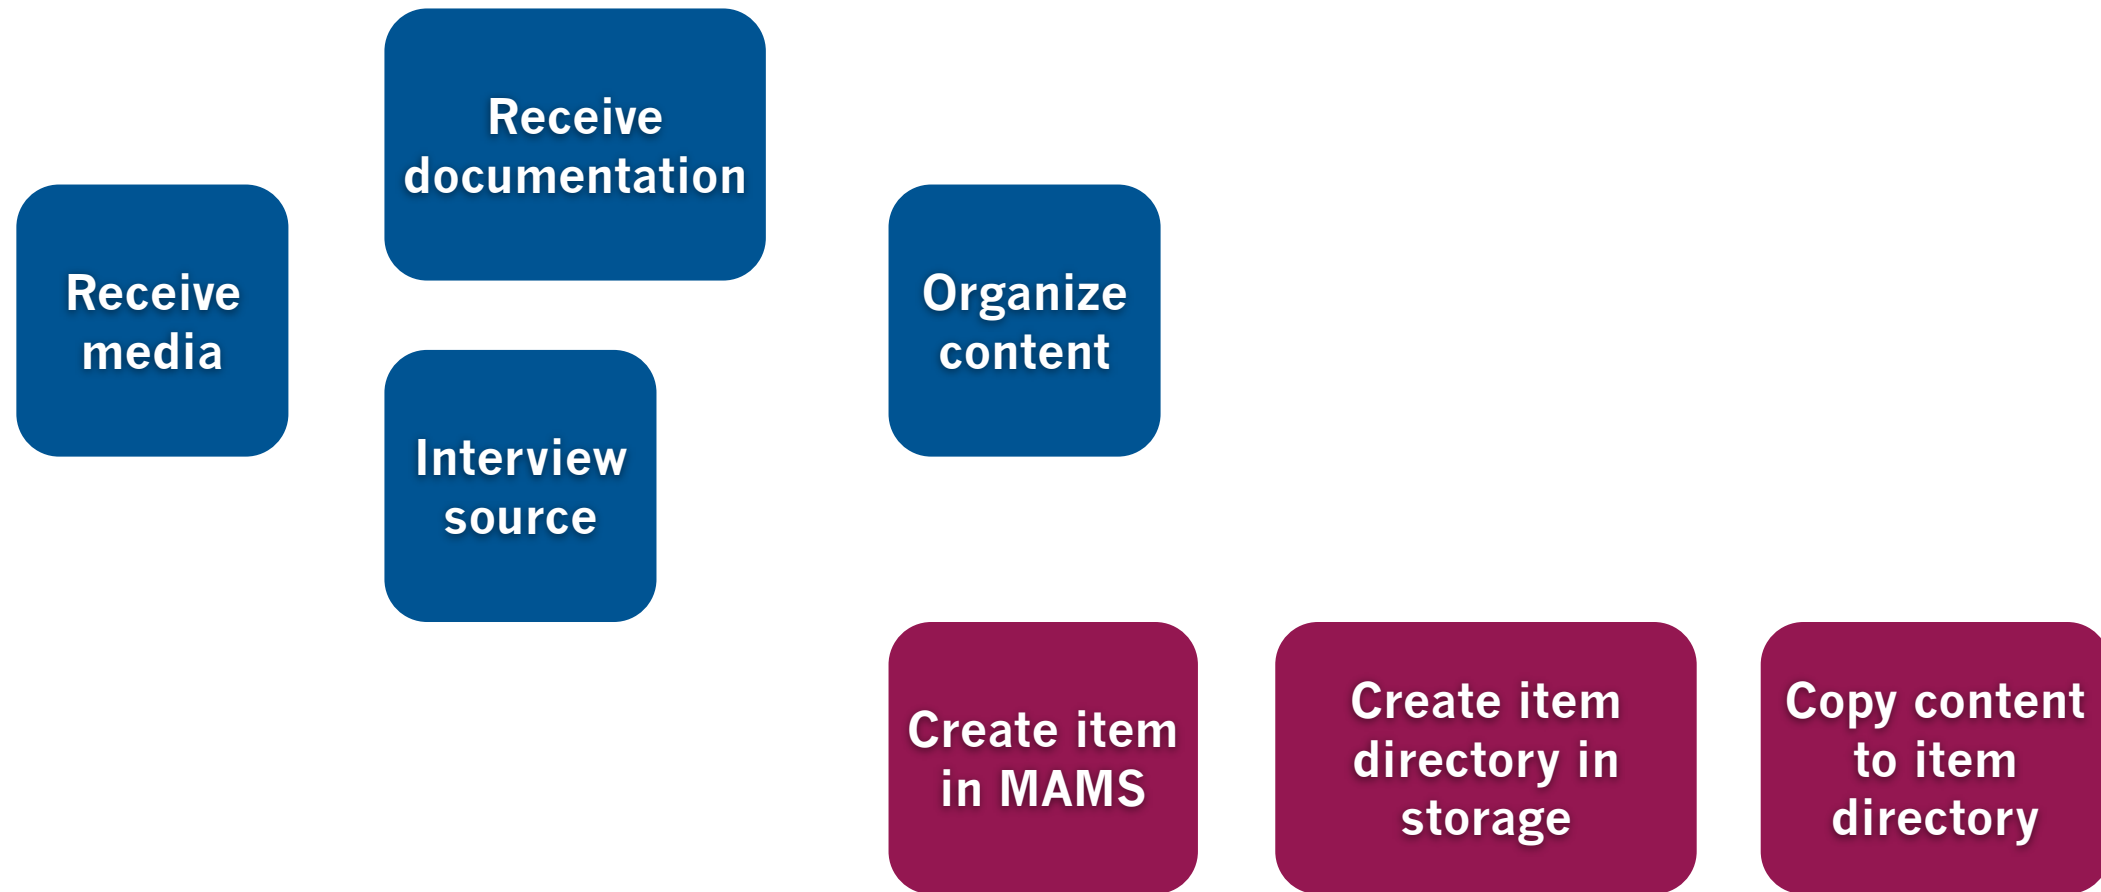 Receive
media
Receive
documentation
Interview
source
Organize
content
Create item
in MAMS
Create item
directory in
storage
Copy content
to item
directory